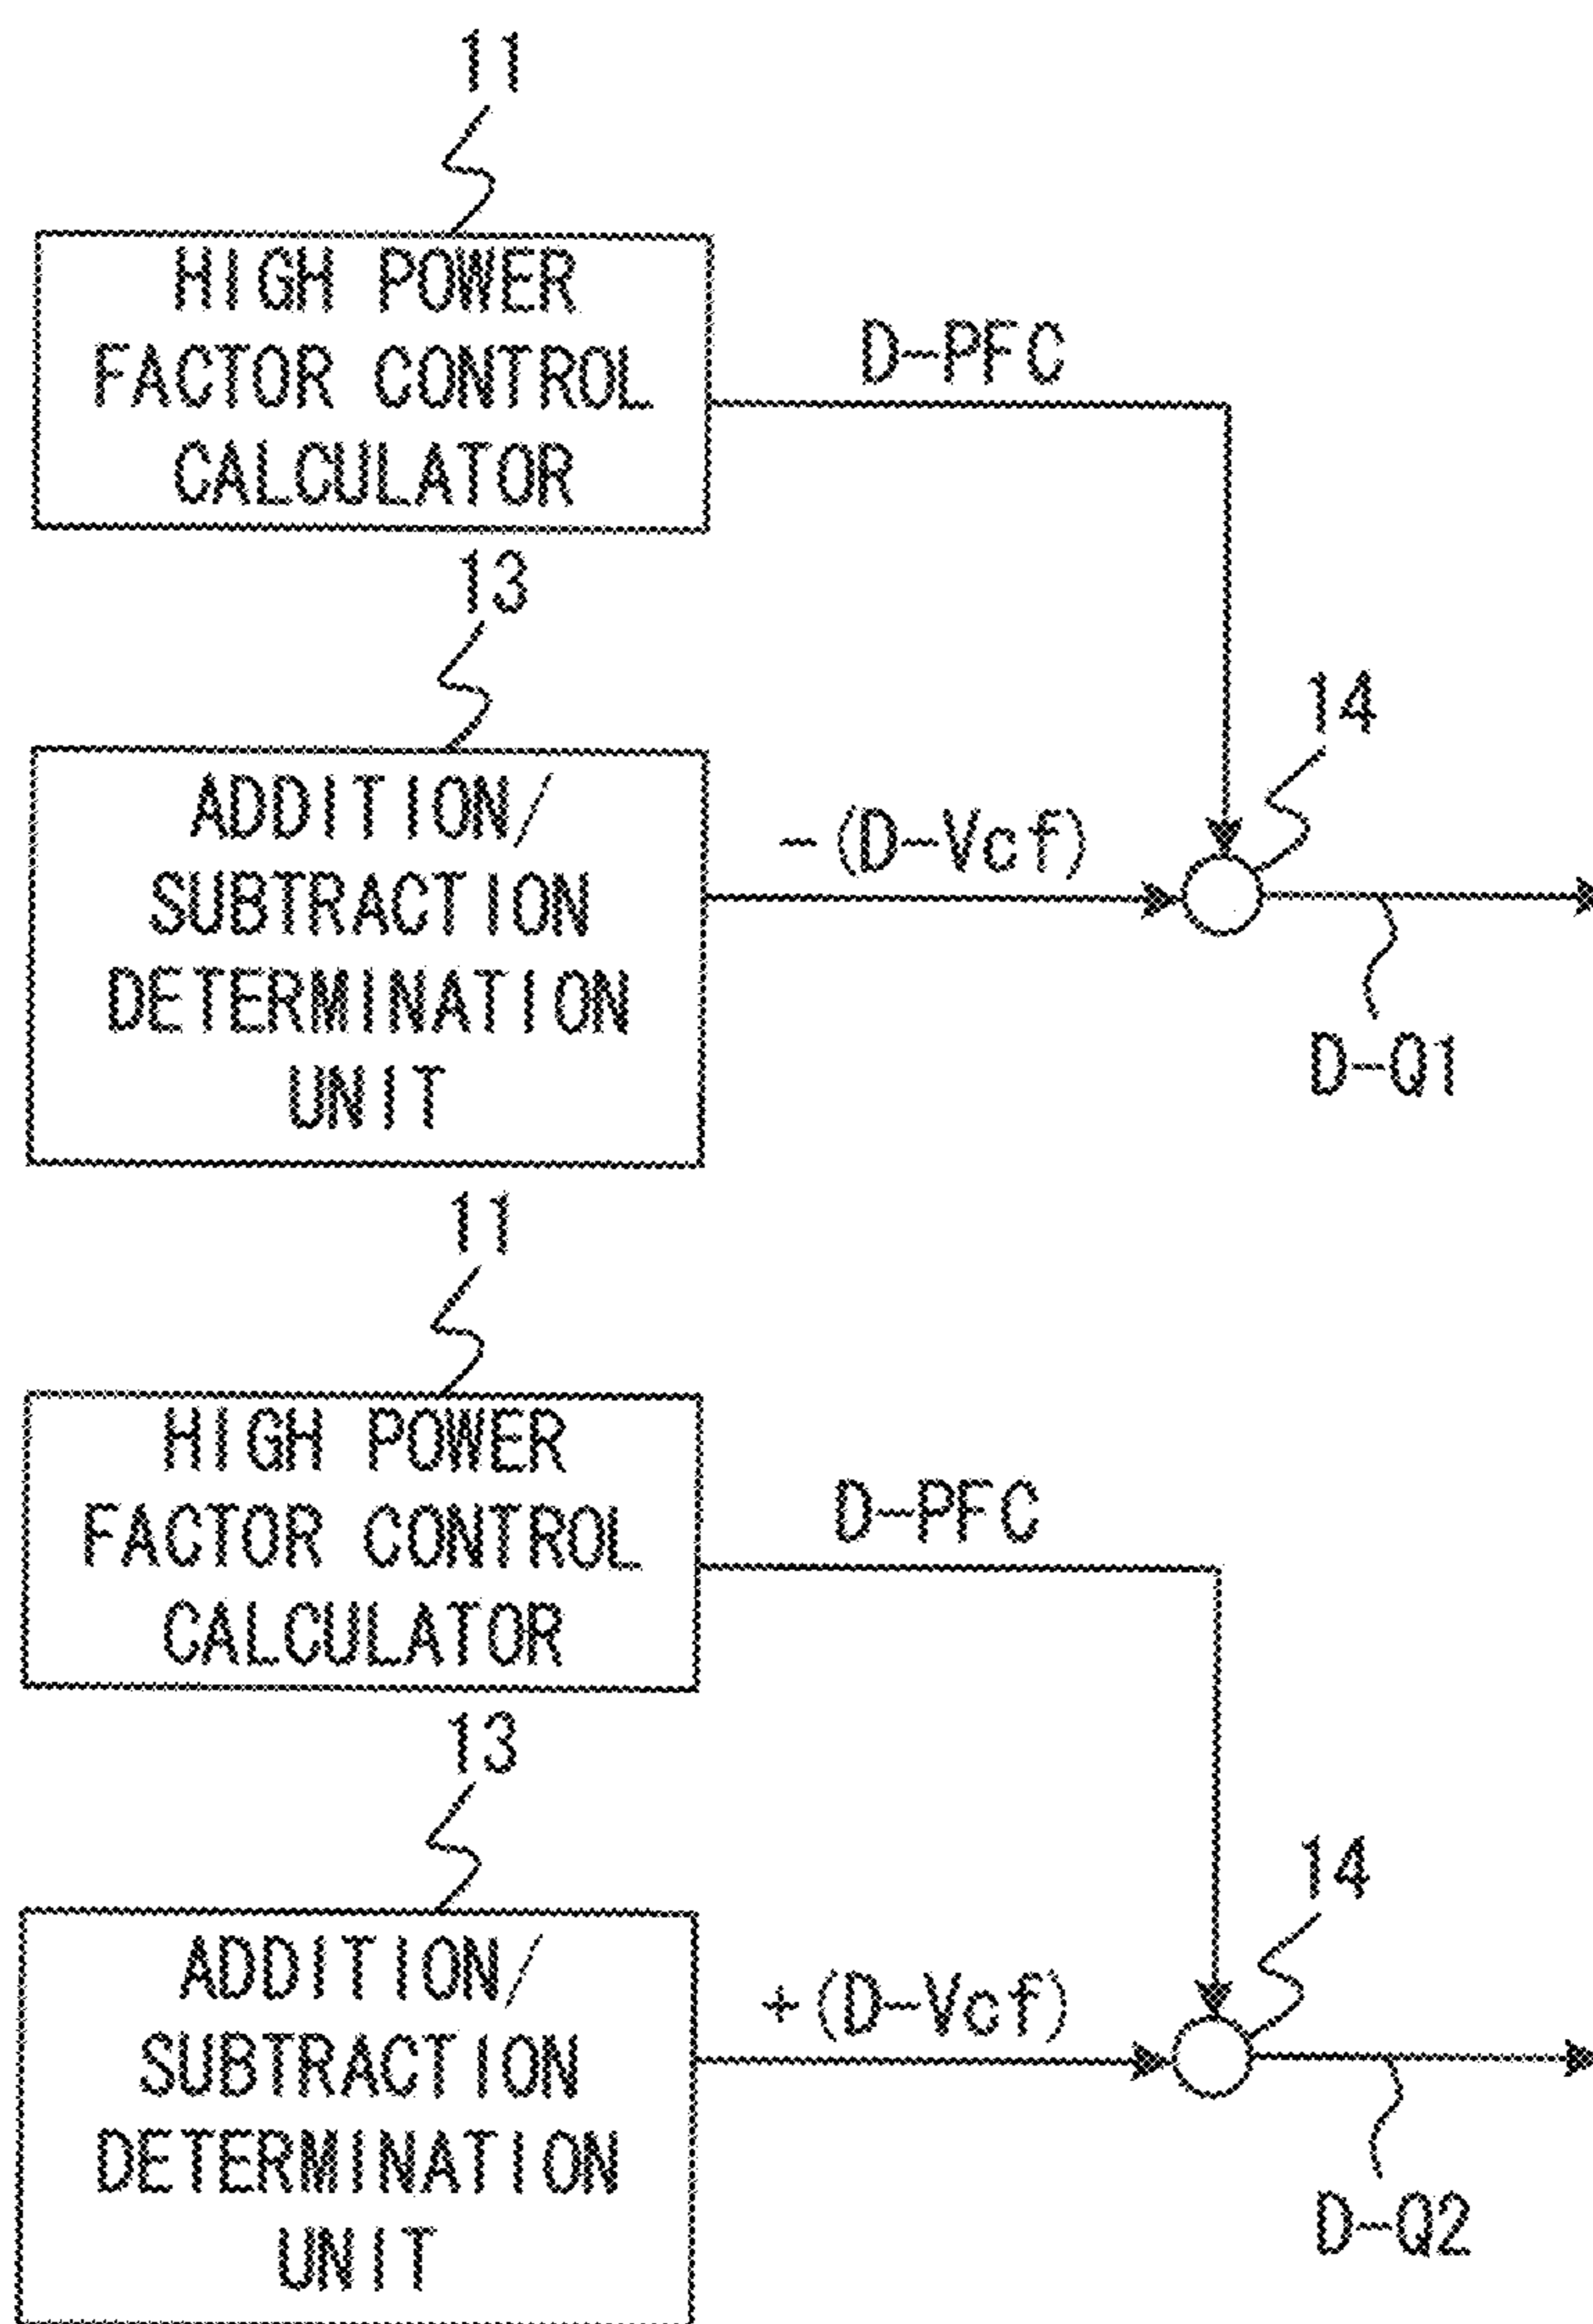 11
HIGH POWER
FACTOR CONTROL
CALCULATOR
D-PFC
13
ADDITION/
SUBTRACTION
DETERMINATION
UNIT
-(D-Vcf)
14
D-Q1
11
HIGH POWER
FACTOR CONTROL
CALCULATOR
D-PFC
13
ADDITION/
SUBTRACTION
DETERMINATION
UNIT
+(D-Vcf)
14
D-Q2